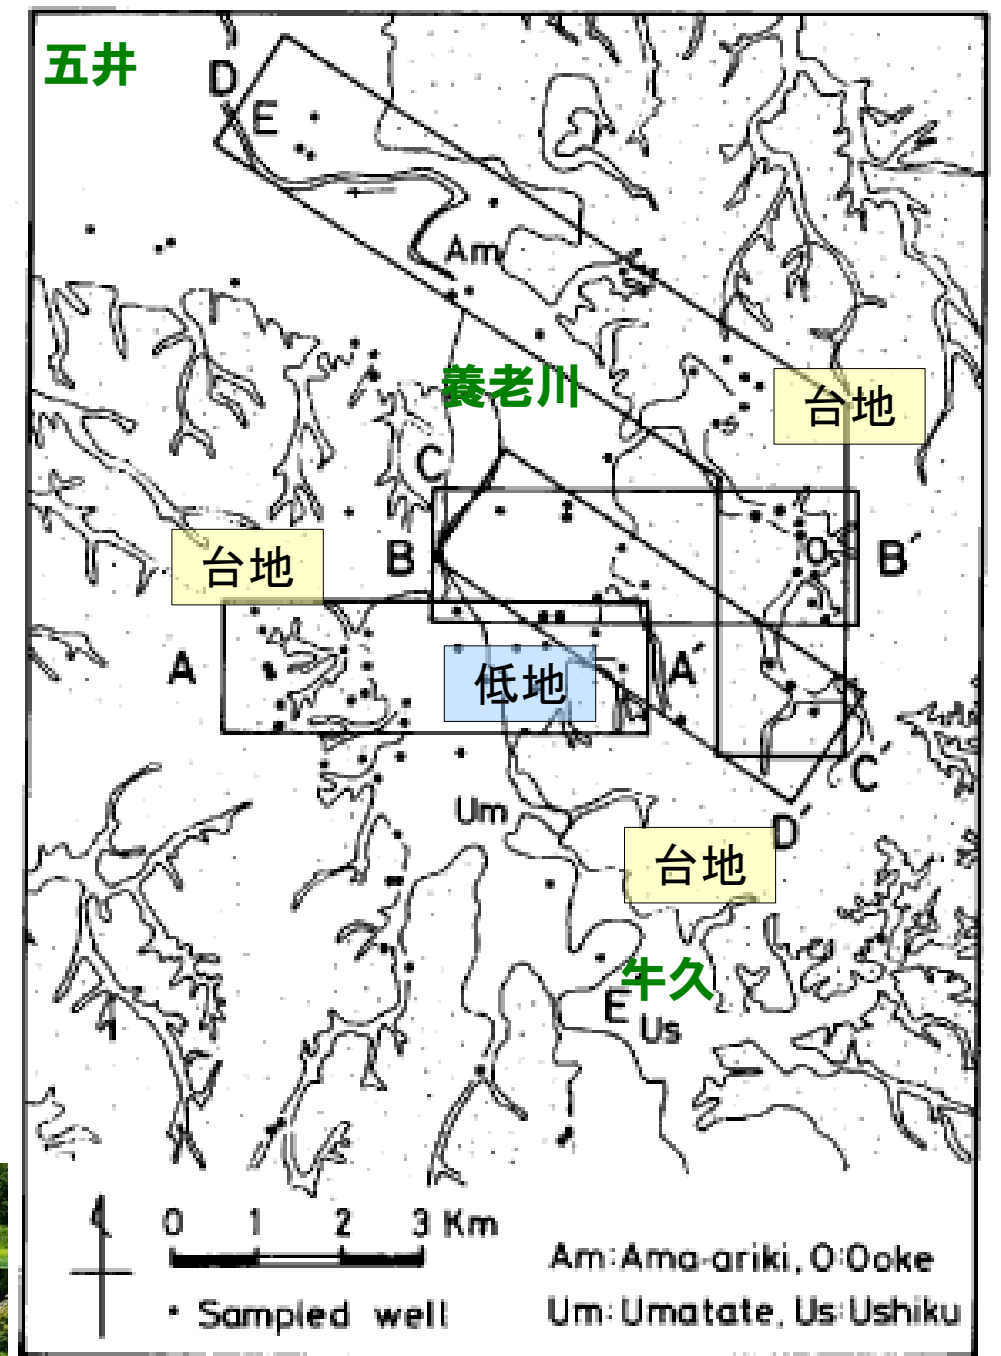 五井
D
E
Am
養老川
台地
C
B
O
B´
台地
A
低地
A´
C´
Um
D´
台地
牛久
E
Us
0 1 2 3 Km
Am:Ama-ariki, O:Ooke
• Sampled well
Um:Umatate, Us:Ushiku